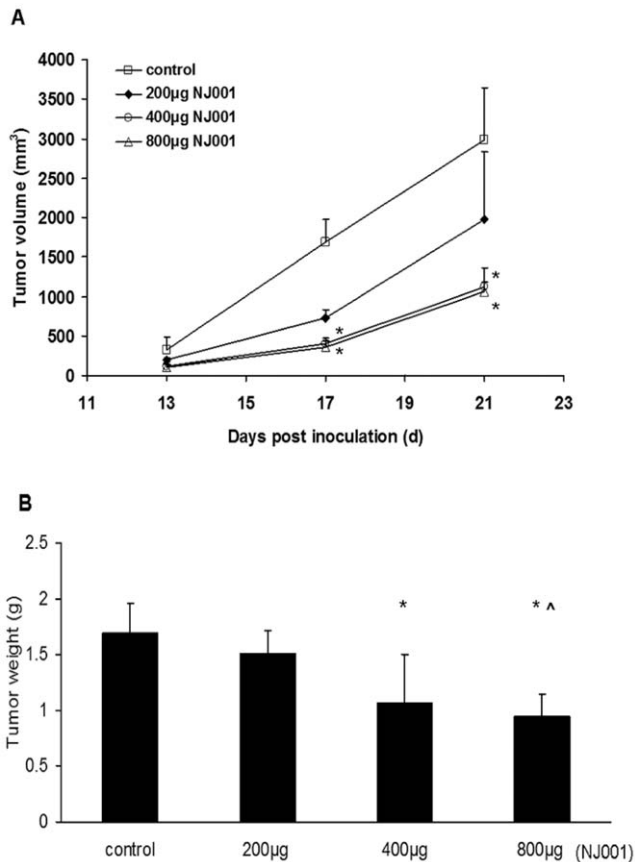 A
4000
3500
3000
2500
2000
1500
1000
500
0
Tumor volume (mm³)
control
200µg NJ001
400µg NJ001
800µg NJ001
*
*
*
*
11 13 15 17 19 21 23
Days post inoculation (d)
B
2.5
2
1.5
1
0.5
0
Tumor weight (g)
* * ^
control 200µg 400µg 800µg (NJ001)